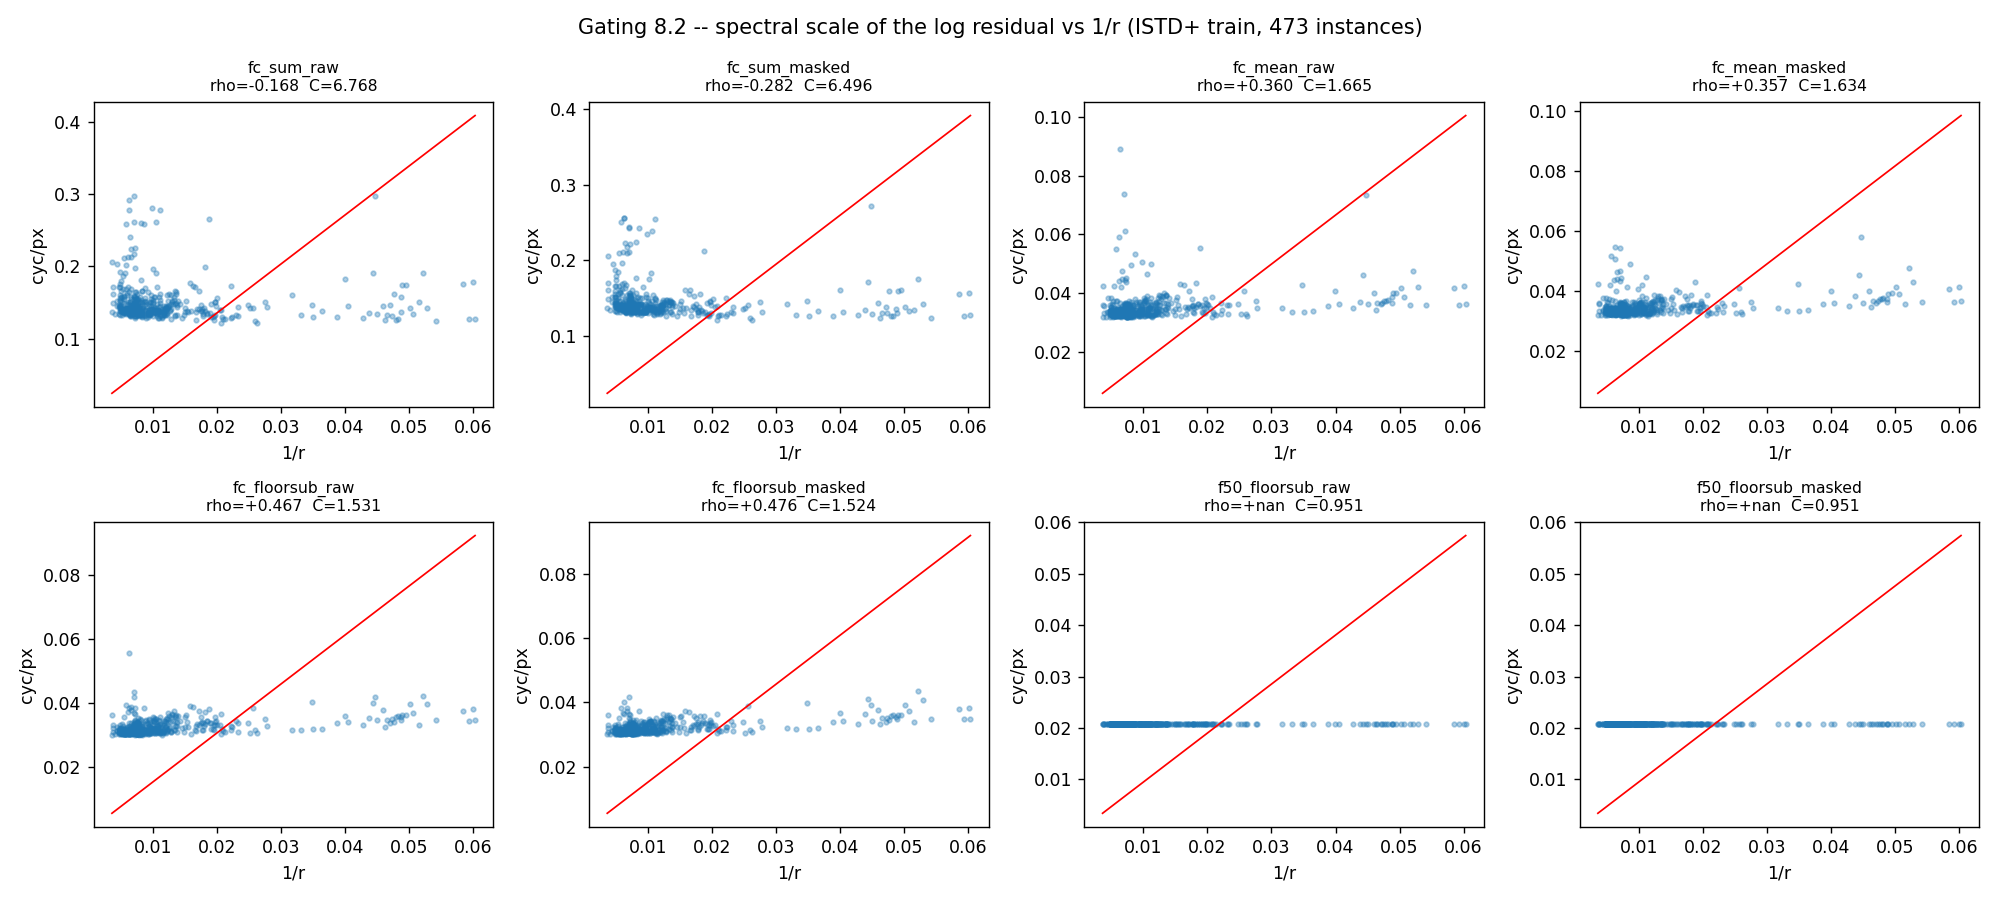 Gating 8.2 -- spectral scale of the log residual vs 1/r (ISTD+ train, 473 instances)
fc_sum_raw
rho=-0.168 C=6.768
cyc/px
0.4
0.3
0.2
0.1
0.01 0.02 0.03 0.04 0.05 0.06
1/r
fc_sum_masked
rho=-0.282 C=6.496
cyc/px
0.4
0.3
0.2
0.1
0.01 0.02 0.03 0.04 0.05 0.06
1/r
fc_mean_raw
rho=+0.360 C=1.665
cyc/px
0.10
0.08
0.06
0.04
0.02
0.01 0.02 0.03 0.04 0.05 0.06
1/r
fc_mean_masked
rho=+0.357 C=1.634
cyc/px
0.10
0.08
0.06
0.04
0.02
0.01 0.02 0.03 0.04 0.05 0.06
1/r
fc_floorsub_raw
rho=+0.467 C=1.531
cyc/px
0.08
0.06
0.04
0.02
0.01 0.02 0.03 0.04 0.05 0.06
1/r
fc_floorsub_masked
rho=+0.476 C=1.524
cyc/px
0.08
0.06
0.04
0.02
0.01 0.02 0.03 0.04 0.05 0.06
1/r
f50_floorsub_raw
rho=+nan C=0.951
cyc/px
0.06
0.05
0.04
0.03
0.02
0.01
0.01 0.02 0.03 0.04 0.05 0.06
1/r
f50_floorsub_masked
rho=+nan C=0.951
cyc/px
0.06
0.05
0.04
0.03
0.02
0.01
0.01 0.02 0.03 0.04 0.05 0.06
1/r